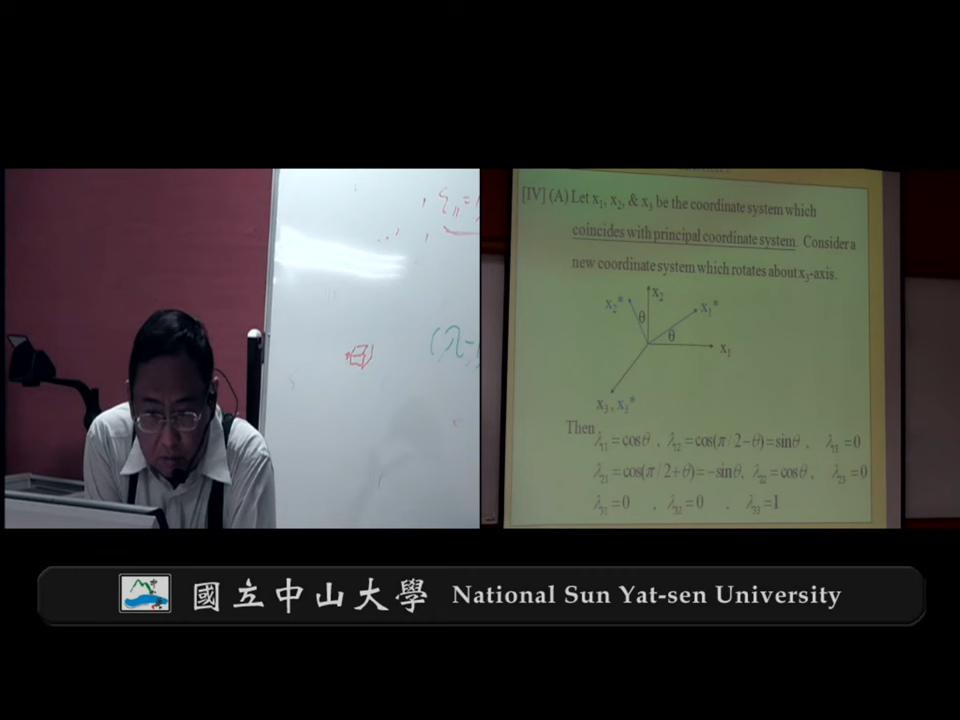 ξ₁₁=
(λ-
[IV] (A) Let x₁, x₂, & x₃ be the coordinate system which
coincides with principal coordinate system. Consider a
new coordinate system which rotates about x₃-axis.
x₂* x₂ x₁*
θ θ
x₁
x₃ , x₃*
Then
λ₁₁=cosθ , λ₁₂=cos(π/2-θ)=sinθ , λ₁₃=0
λ₂₁=cos(π/2+θ)=-sinθ, λ₂₂=cosθ, λ₂₃=0
λ₃₁=0 , λ₃₂=0 , λ₃₃=1
國立中山大學 National Sun Yat-sen University